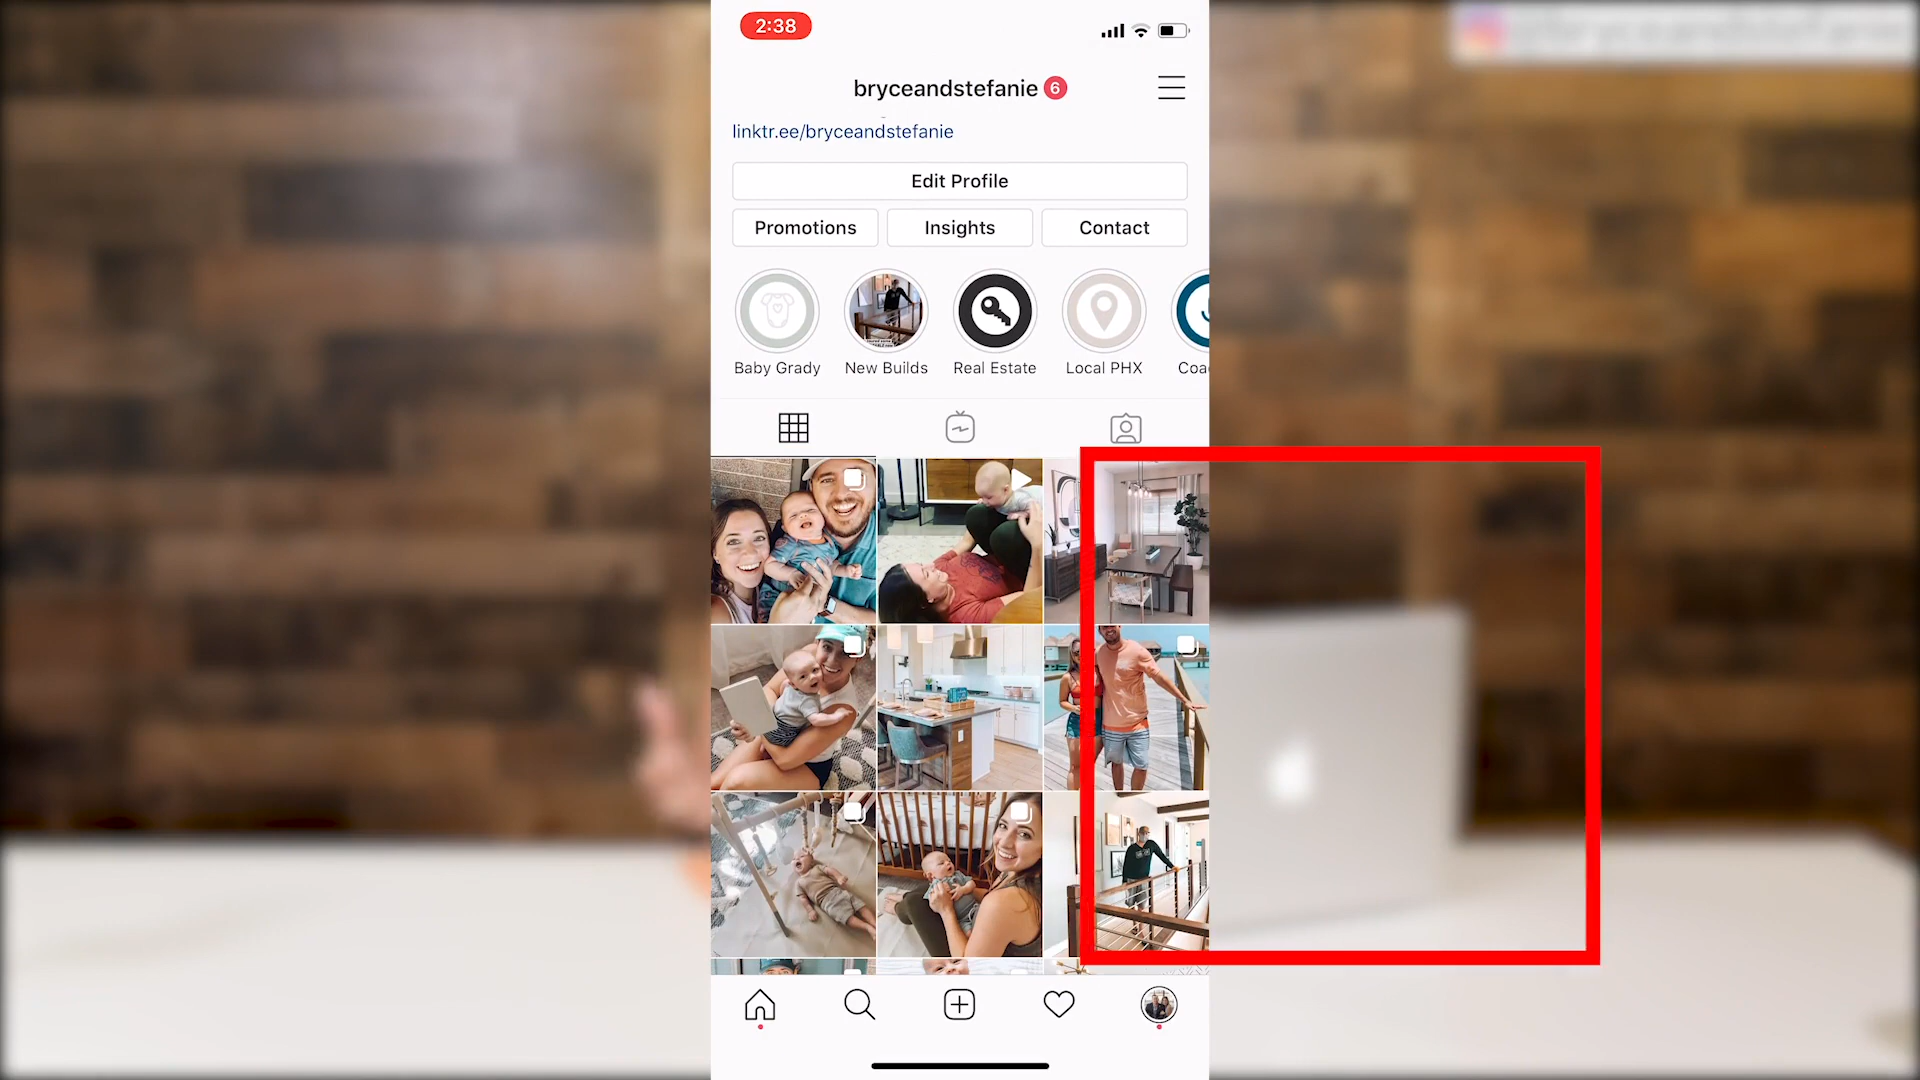 2:38
bryceandstefanie 6
linktr.ee/bryceandstefanie
Edit Profile
Promotions Insights Contact
Baby Grady New Builds Real Estate Local PHX Coa